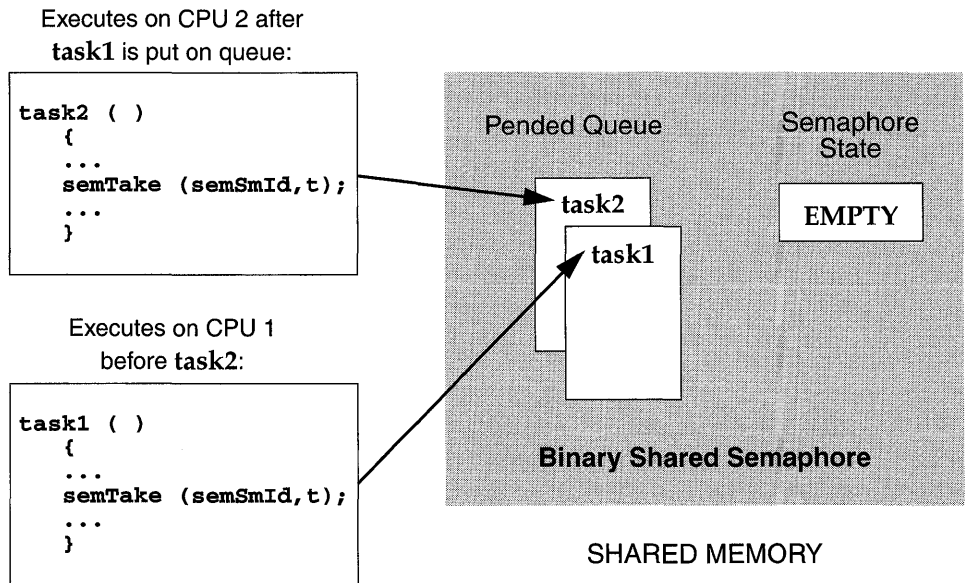 Executes on CPU 2 after
task1 is put on queue:
task2 ( )
{
...
semTake (semSmId,t);
...
}
Executes on CPU 1
before task2:
task1 ( )
{
...
semTake (semSmId,t);
...
}
Pended Queue
Semaphore
State
task2
EMPTY
task1
Binary Shared Semaphore
SHARED MEMORY